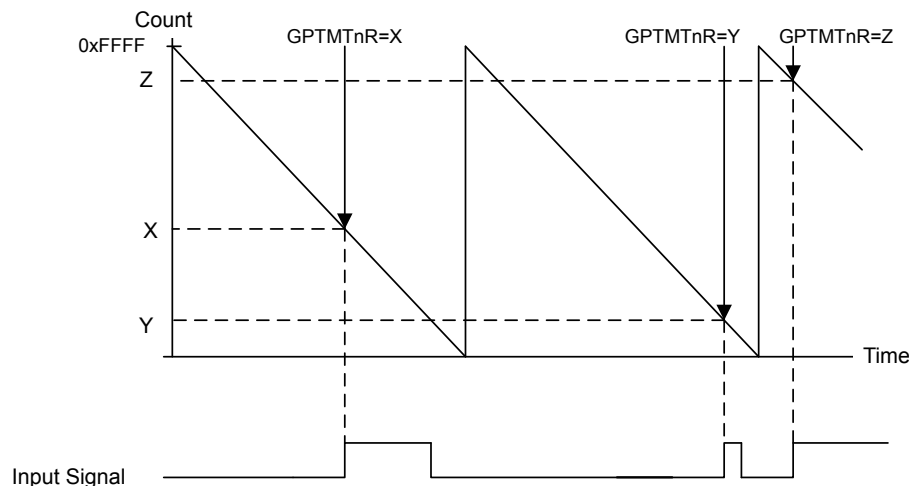 Count
0xFFFF
GPTMTnR=X
GPTMTnR=Y
GPTMTnR=Z
Z
X
Y
Time
Input Signal